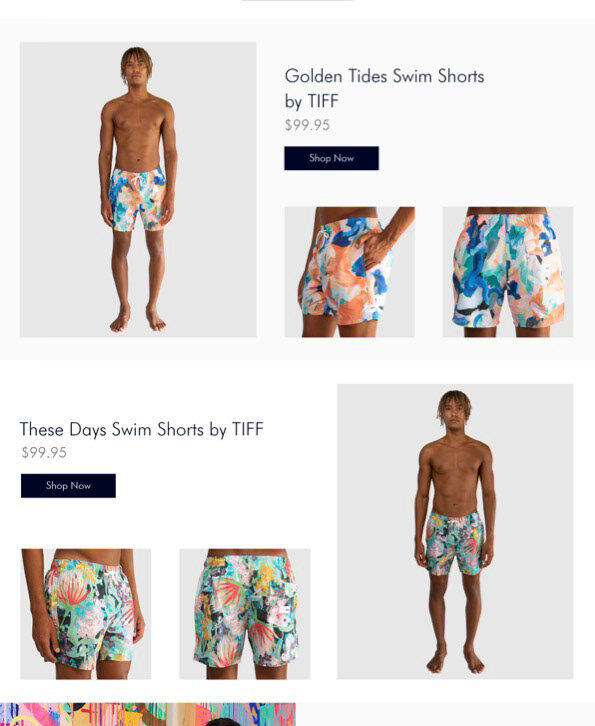 Golden Tides Swim Shorts
by TIFF
$99.95
Shop Now
These Days Swim Shorts by TIFF
$99.95
Shop Now